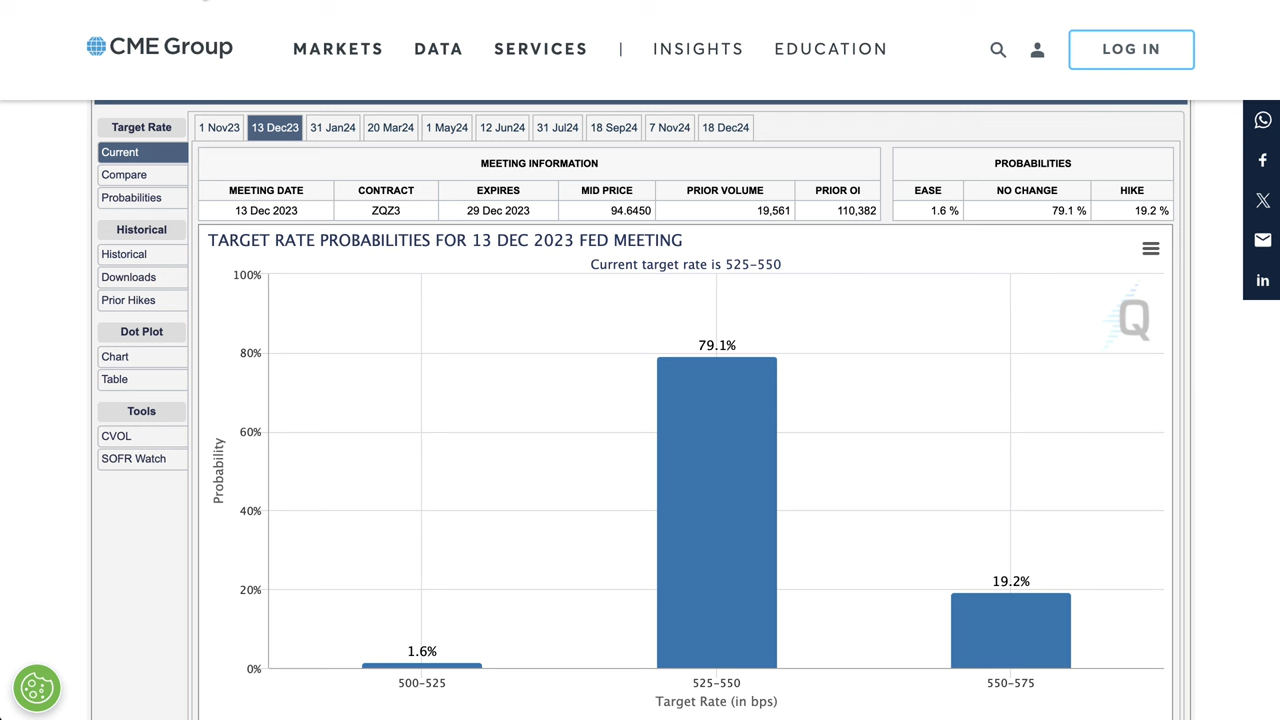 CME Group
MARKETS DATA SERVICES | INSIGHTS EDUCATION
LOG IN
Target Rate
Current
Compare
Probabilities
Historical
Historical
Downloads
Prior Hikes
Dot Plot
Chart
Table
Tools
CVOL
SOFR Watch
1 Nov23 13 Dec23 31 Jan24 20 Mar24 1 May24 12 Jun24 31 Jul24 18 Sep24 7 Nov24 18 Dec24
MEETING INFORMATION
MEETING DATE CONTRACT EXPIRES MID PRICE PRIOR VOLUME PRIOR OI
13 Dec 2023 ZQZ3 29 Dec 2023 94.6450 19,561 110,382
PROBABILITIES
EASE NO CHANGE HIKE
1.6 % 79.1 % 19.2 %
TARGET RATE PROBABILITIES FOR 13 DEC 2023 FED MEETING
Current target rate is 525–550
Q
Probability
100%
80%
60%
40%
20%
0%
1.6%
79.1%
19.2%
500–525 525–550 550–575
Target Rate (in bps)
f
X
in